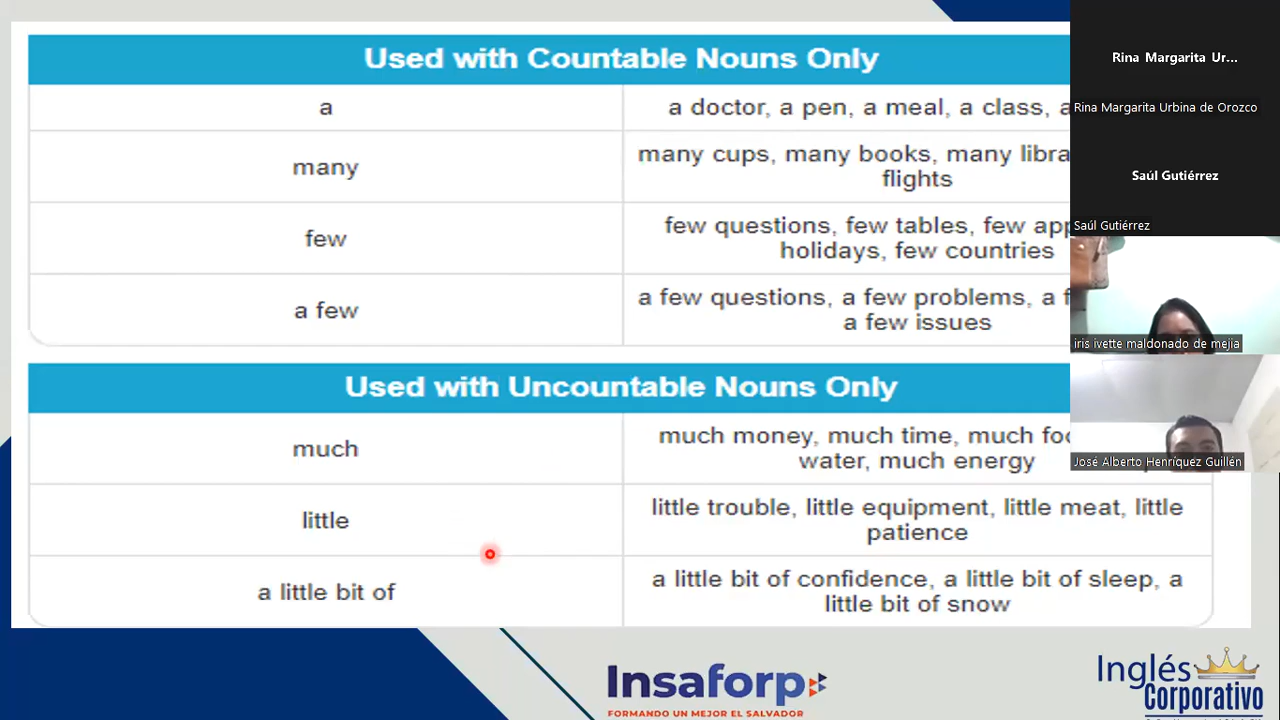 Used with Countable Nouns Only
a
a doctor, a pen, a meal, a class,
many
many cups, many books, many
flights
few
few questions, few tables, few
holidays, few countries
a few
a few questions, a few problems, a
a few issues
Used with Uncountable Nouns Only
much
much money, much time, much
water, much energy
little
little trouble, little equipment, little meat, little
patience
a little bit of
a little bit of confidence, a little bit of sleep, a
little bit of snow
Rina Margarita Ur...
Rina Margarita Urbina de Orozco
Saúl Gutiérrez
Saúl Gutiérrez
iris ivette maldonado de mejia
José Alberto Henríquez Guillén
Insaforp
FORMANDO UN MEJOR EL SALVADOR
Inglés
Corporativo